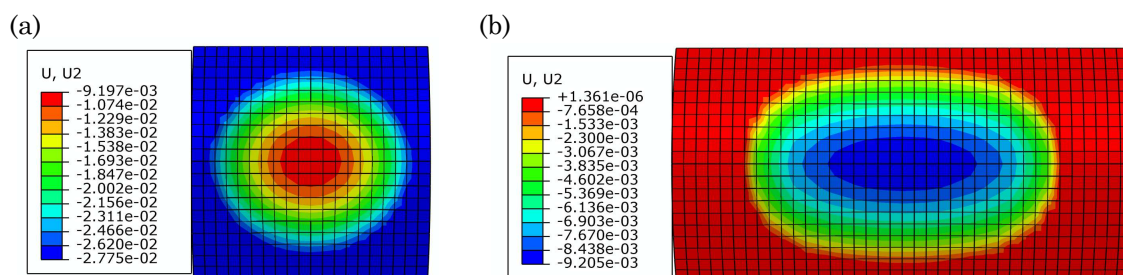 (a)
U, U2
-9.197e-03
-1.074e-02
-1.229e-02
-1.383e-02
-1.538e-02
-1.693e-02
-1.847e-02
-2.002e-02
-2.156e-02
-2.311e-02
-2.466e-02
-2.620e-02
-2.775e-02
(b)
U, U2
+1.361e-06
-7.658e-04
-1.533e-03
-2.300e-03
-3.067e-03
-3.835e-03
-4.602e-03
-5.369e-03
-6.136e-03
-6.903e-03
-7.670e-03
-8.438e-03
-9.205e-03